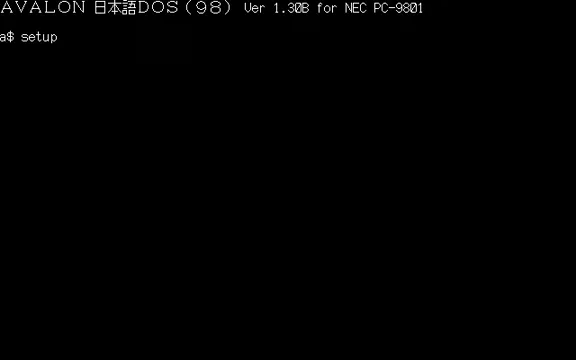 ＡＶＡＬＯＮ 日本語ＤＯＳ（９８） Ver 1.30B for NEC PC-9801
a$ setup